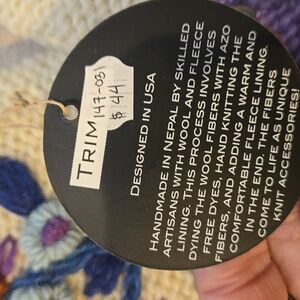 TRIM 147-031
$ 44
DESIGNED IN USA
HANDMADE IN NEPAL BY SKILLED
ARTISANS WITH WOOL AND FLEECE
LINING. THIS PROCESS INVOLVES
DYING THE WOOL FIBERS WITH AZO
FREE DYES, HAND KNITTING THE
FIBERS, AND ADDING A WARM AND
COMFORTABLE FLEECE LINING.
IN THE END, THE FIBERS
COME TO LIFE AS UNIQUE
KNIT ACCESSORIES!